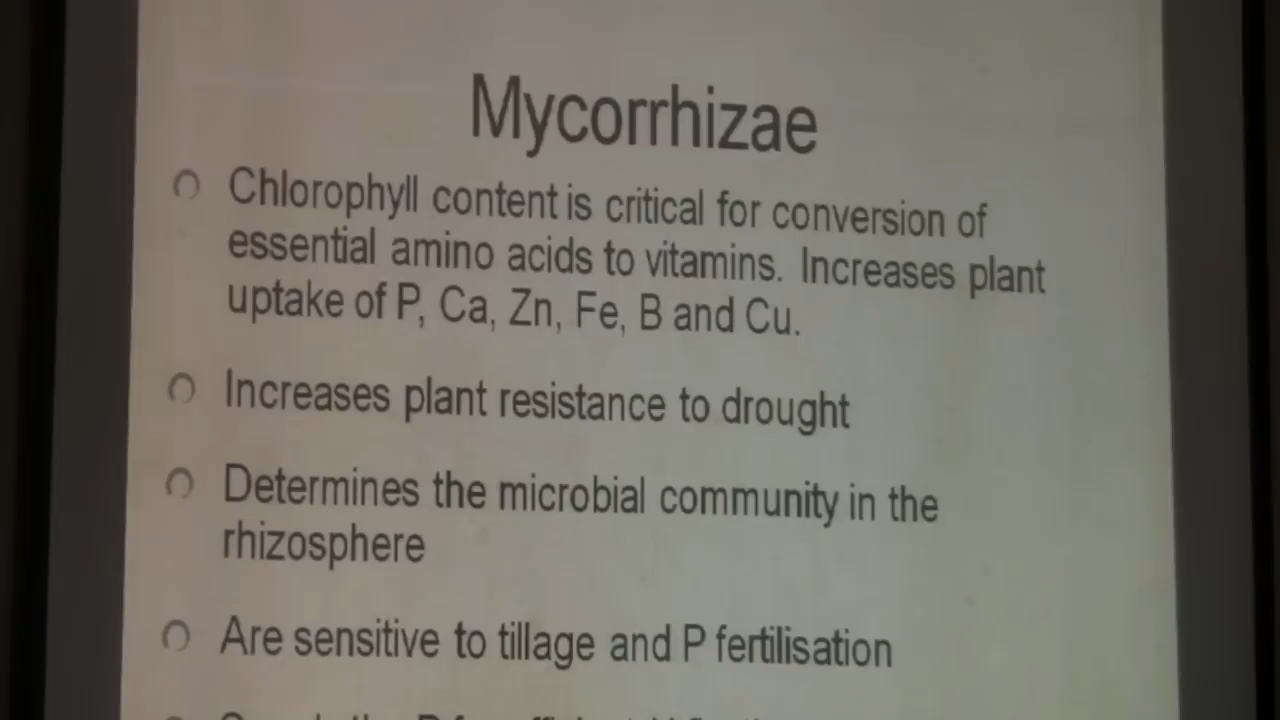 Mycorrhizae
Chlorophyll content is critical for conversion of
essential amino acids to vitamins. Increases plant
uptake of P, Ca, Zn, Fe, B and Cu.
Increases plant resistance to drought
Determines the microbial community in the
rhizosphere
Are sensitive to tillage and P fertilisation